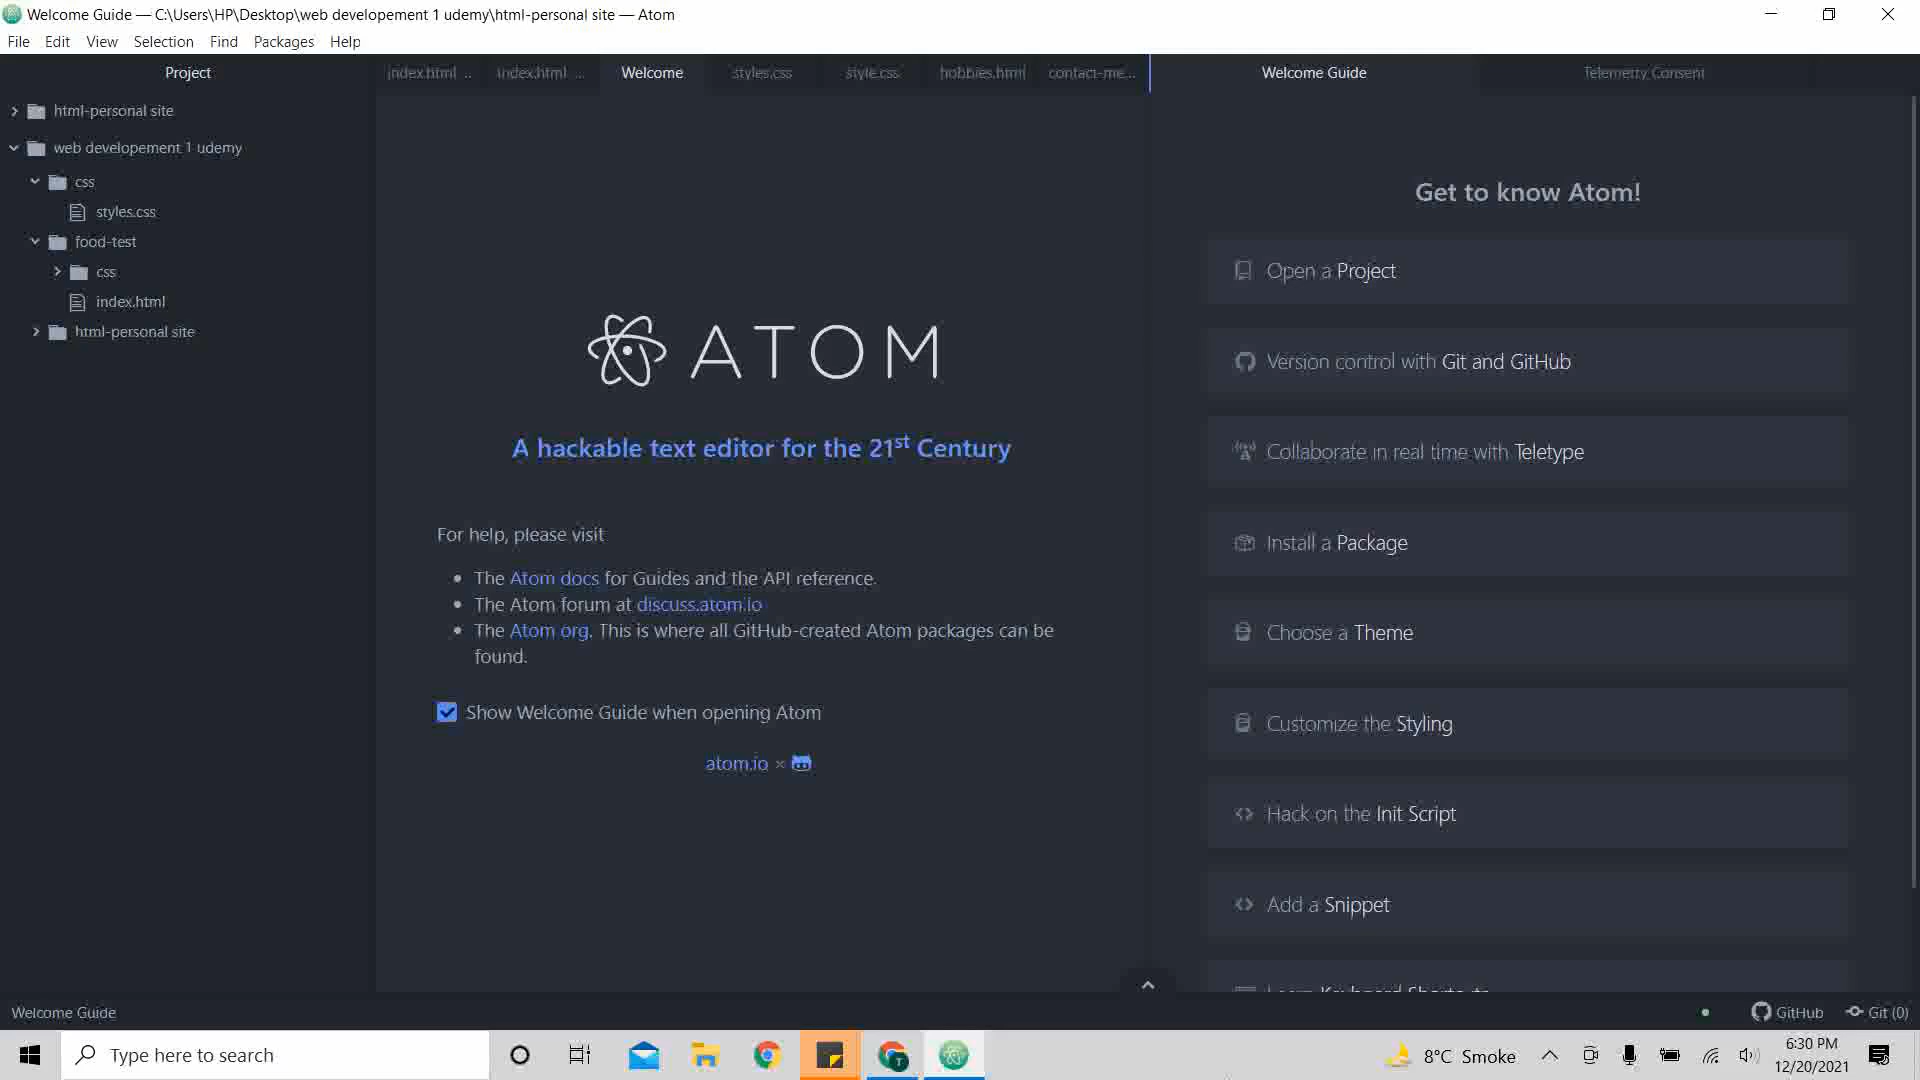 Welcome Guide — C:\Users\HP\Desktop\web developement 1 udemy\html-personal site — Atom
File Edit View Selection Find Packages Help
Project
html-personal site
web developement 1 udemy
css
styles.css
food-test
css
index.html
html-personal site
index.html ... index.html ... Welcome styles.css style.css hobbies.html contact-me...
ATOM
A hackable text editor for the 21st Century
For help, please visit
• The Atom docs for Guides and the API reference.
• The Atom forum at discuss.atom.io
• The Atom org. This is where all GitHub-created Atom packages can be
found.
Show Welcome Guide when opening Atom
atom.io ×
Welcome Guide Telemetry Consent
Get to know Atom!
Open a Project
Version control with Git and GitHub
Collaborate in real time with Teletype
Install a Package
Choose a Theme
Customize the Styling
Hack on the Init Script
Add a Snippet
Learn Keyboard Shortcuts
Welcome Guide
GitHub Git (0)
Type here to search
T
8°C Smoke
6:30 PM
12/20/2021